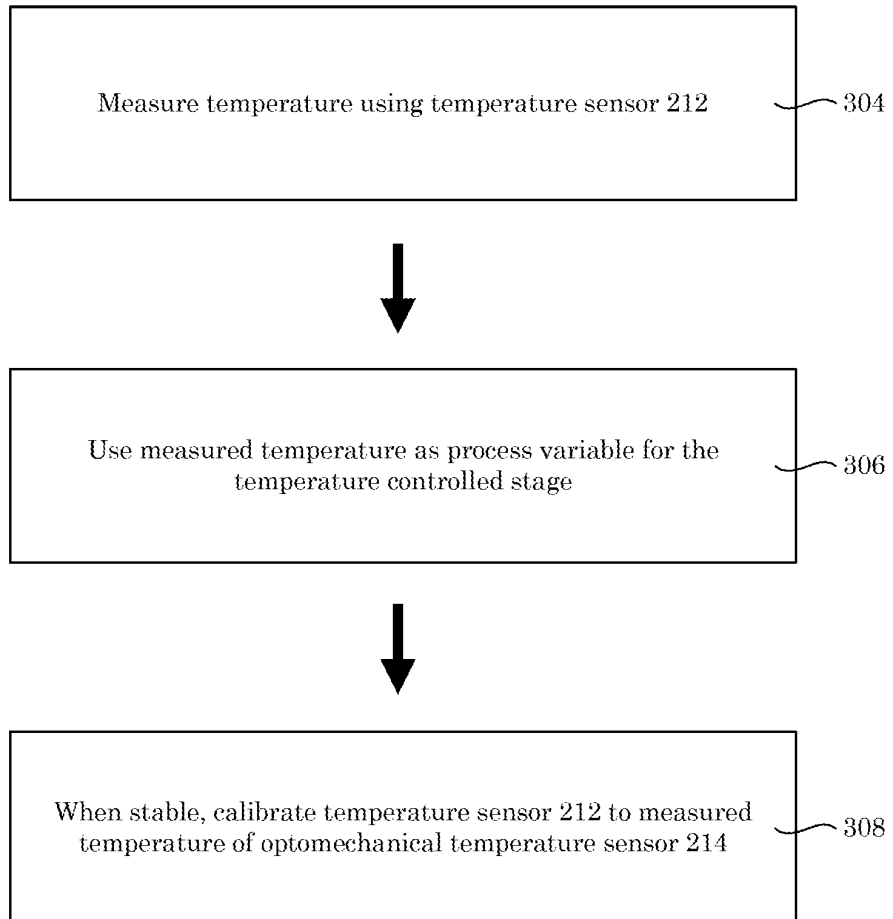 Measure temperature using temperature sensor 212
304
Use measured temperature as process variable for the
temperature controlled stage
306
When stable, calibrate temperature sensor 212 to measured
temperature of optomechanical temperature sensor 214
308